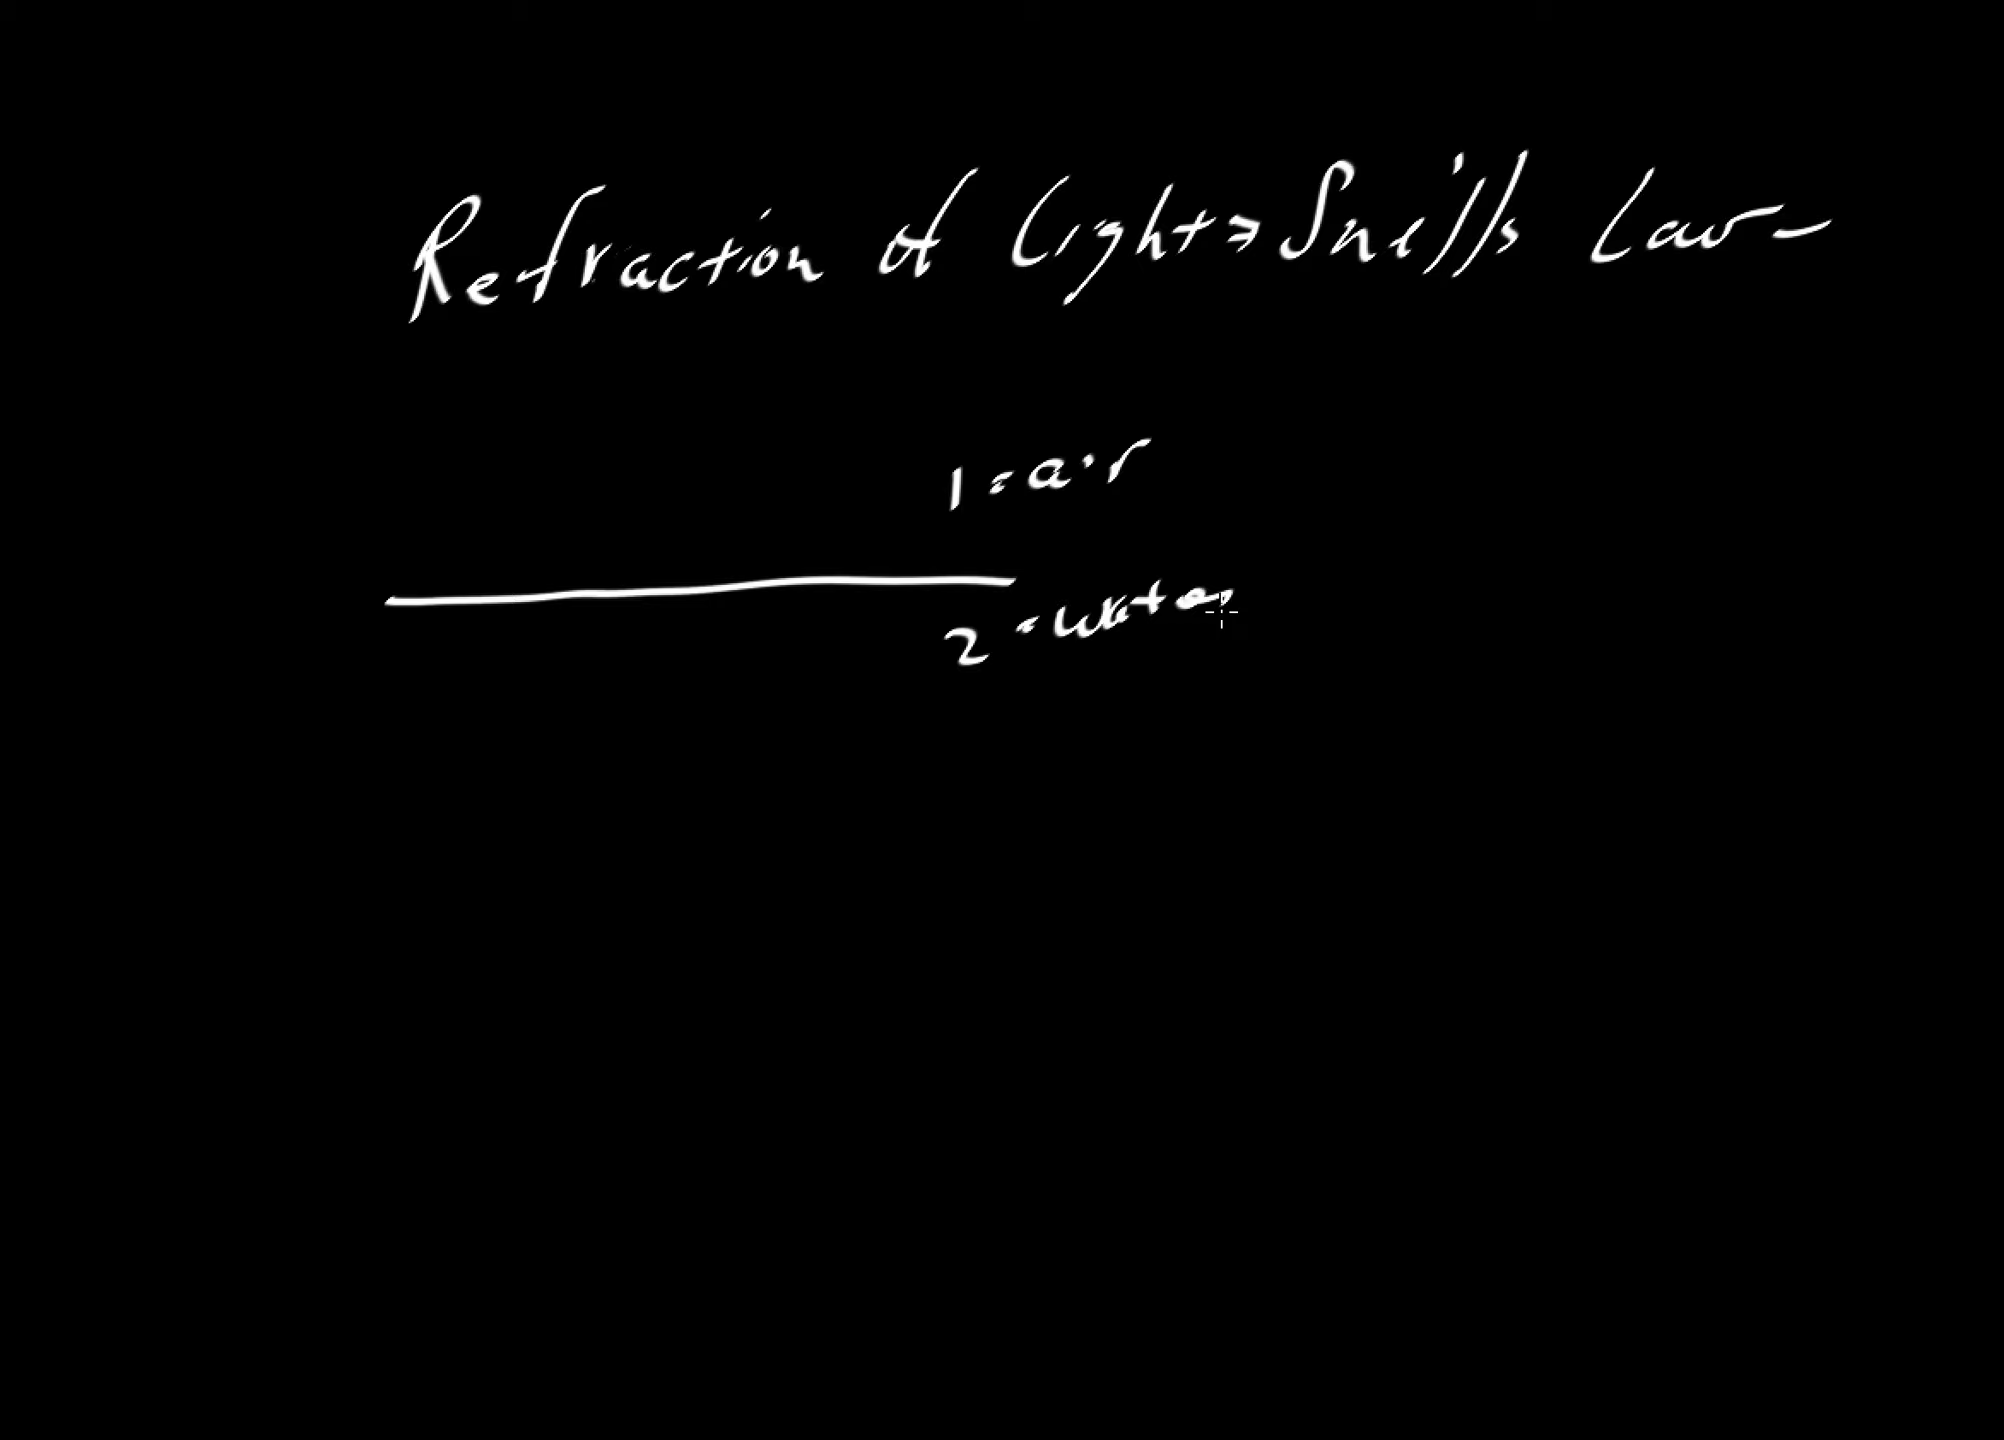 Refraction of Light => Snell's Law
1 = air
2 = water